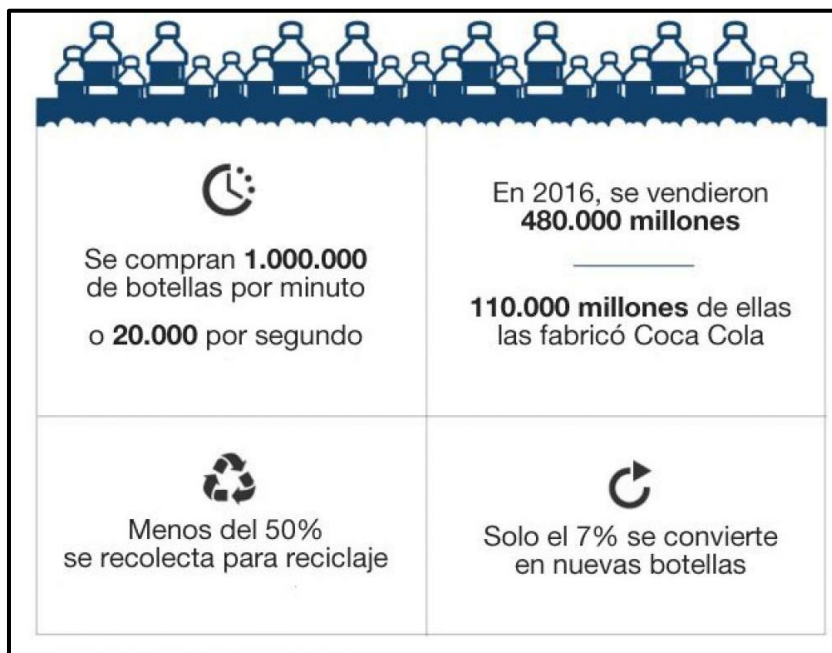 Se compran 1.000.000
de botellas por minuto
o 20.000 por segundo
En 2016, se vendieron
480.000 millones
110.000 millones de ellas
las fabricó Coca Cola
Menos del 50%
se recolecta para reciclaje
Solo el 7% se convierte
en nuevas botellas